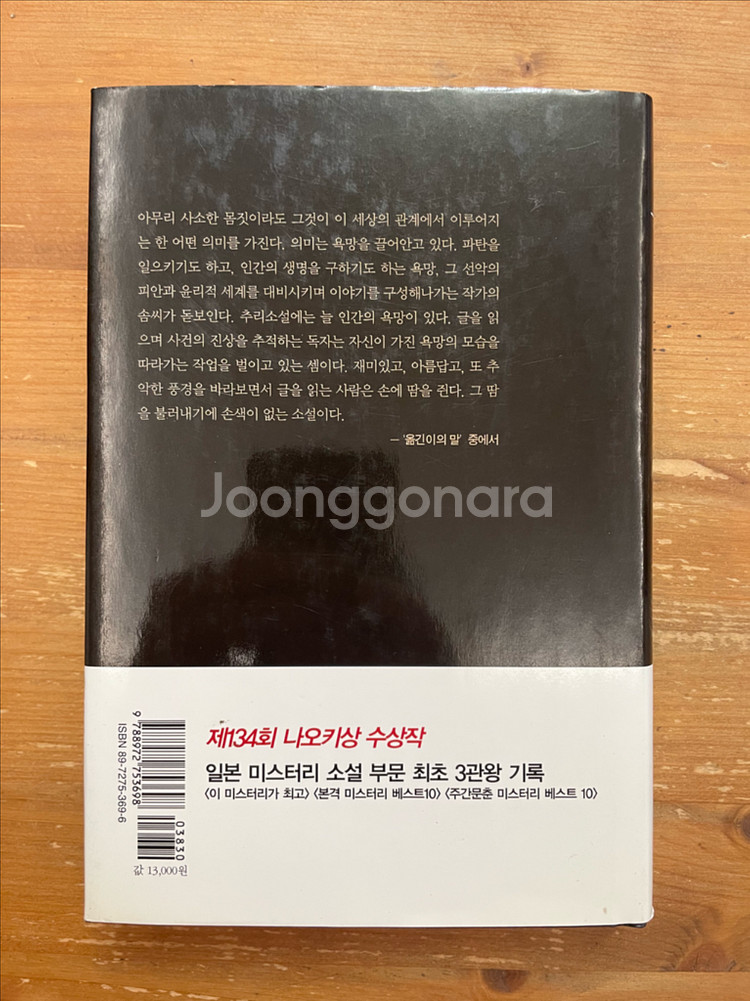 아무리 사소한 몸짓이라도 그것이 이 세상의 관계에서 이루어지
는 한 어떤 의미를 가진다. 의미는 욕망을 끌어안고 있다. 파탄을
일으키기도 하고, 인간의 생명을 구하기도 하는 욕망, 그 선악의
피안과 윤리적 세계를 대비시키며 이야기를 구성해나가는 작가의
솜씨가 돋보인다. 추리소설에는 늘 인간의 욕망이 있다. 글을 읽
으며 사건의 진상을 추적하는 독자는 자신이 가진 욕망의 모습을
따라가는 작업을 벌이고 있는 셈이다. 재미있고, 아름답고, 또 추
악한 풍경을 바라보면서 글을 읽는 사람은 손에 땀을 쥔다. 그 땀
을 불러내기에 손색이 없는 소설이다.
— '옮긴이의 말' 중에서
Joonggonara
제134회 나오키상 수상작
일본 미스터리 소설 부문 최초 3관왕 기록
〈이 미스터리가 최고〉 〈본격 미스터리 베스트10〉 〈주간문춘 미스터리 베스트 10〉
9 788972 753698
ISBN 89-7275-369-6
03830
값 13,000원